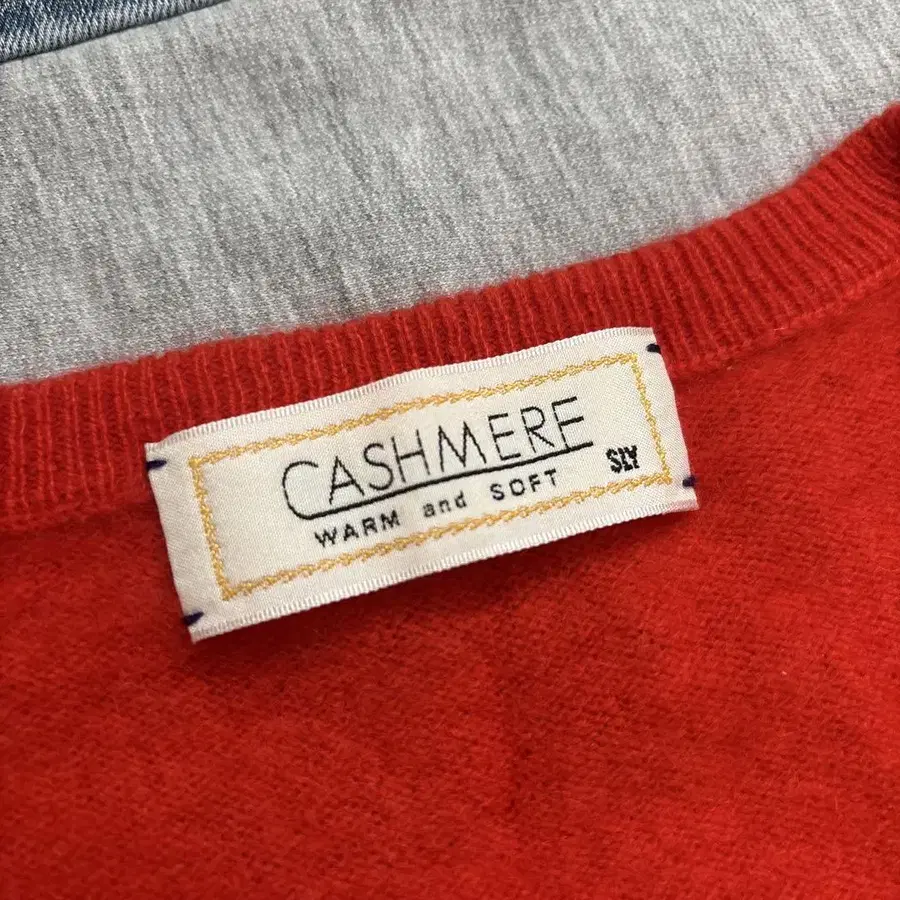 CASHMERE
WARM and SOFT
SLY